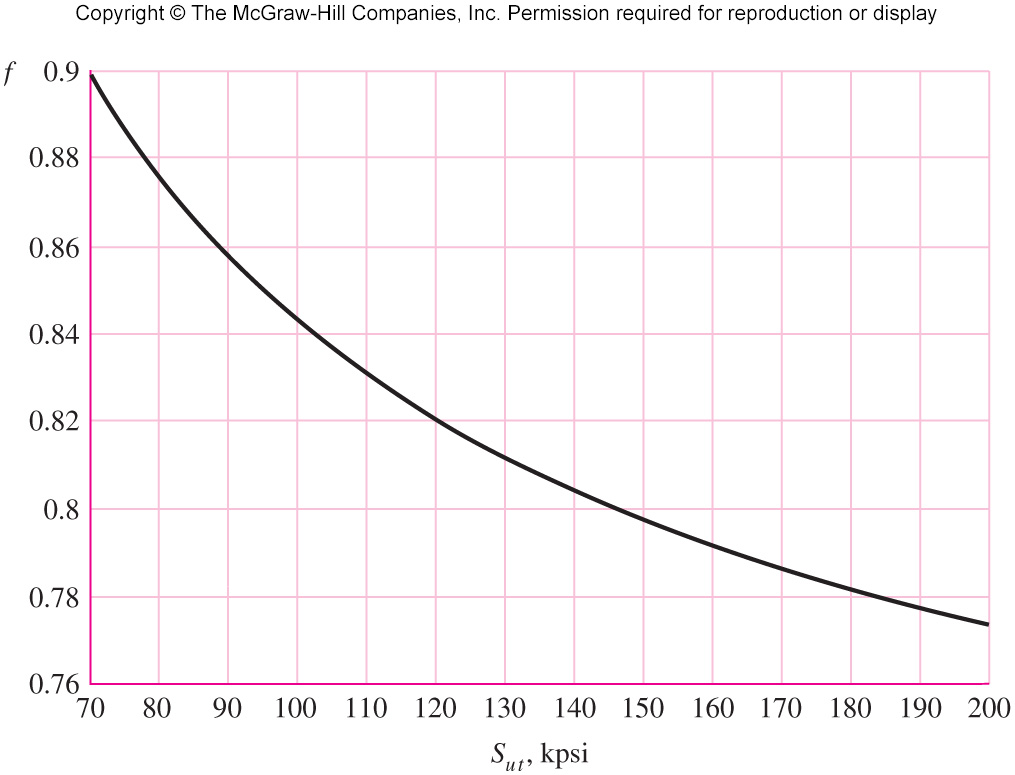 Copyright © The McGraw-Hill Companies, Inc. Permission required for reproduction or display
f 0.9
0.88
0.86
0.84
0.82
0.8
0.78
0.76
70 80 90 100 110 120 130 140 150 160 170 180 190 200
Sut, kpsi